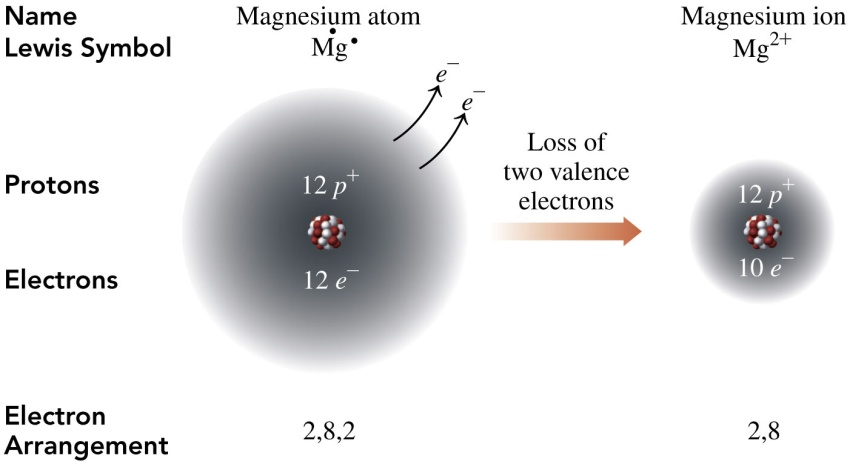 Name Magnesium atom Magnesium ion
Lewis Symbol Mg Mg²⁺
e⁻
e⁻
Loss of
two valence
electrons
Protons 12 p⁺ 12 p⁺
Electrons 12 e⁻ 10 e⁻
Electron
Arrangement 2,8,2 2,8